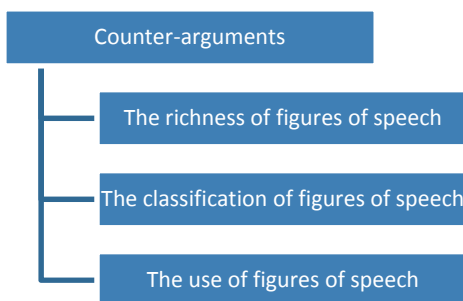 Counter-arguments
The richness of figures of speech
The classification of figures of speech
The use of figures of speech